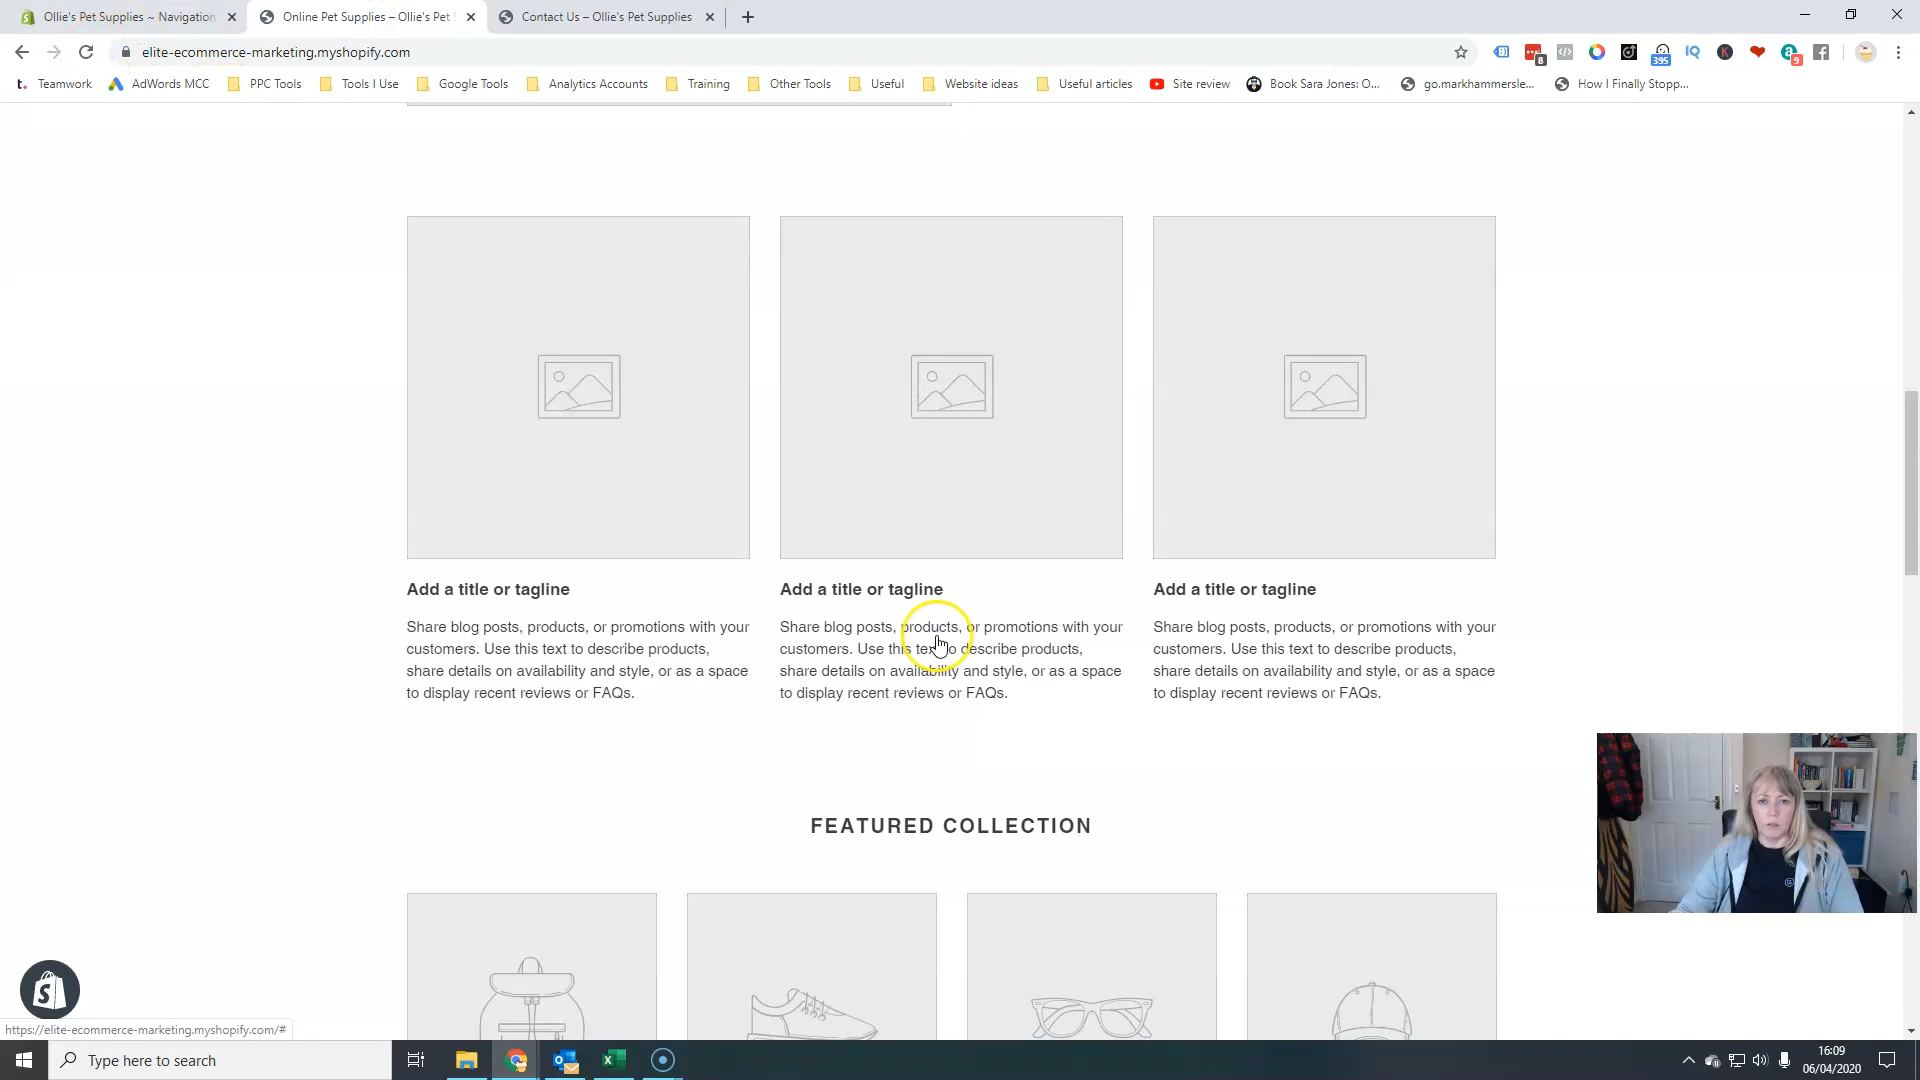 Ollie's Pet Supplies ~ Navigation
Online Pet Supplies – Ollie's Pet S
Contact Us – Ollie's Pet Supplies
elite-ecommerce-marketing.myshopify.com
8
395
IQ
K
a
9
t. Teamwork
AdWords MCC
PPC Tools
Tools I Use
Google Tools
Analytics Accounts
Training
Other Tools
Useful
Website ideas
Useful articles
Site review
Book Sara Jones: O...
go.markhammersle...
How I Finally Stopp...
Add a title or tagline
Share blog posts, products, or promotions with your
customers. Use this text to describe products,
share details on availability and style, or as a space
to display recent reviews or FAQs.
Add a title or tagline
Share blog posts, products, or promotions with your
customers. Use this text to describe products,
share details on availability and style, or as a space
to display recent reviews or FAQs.
Add a title or tagline
Share blog posts, products, or promotions with your
customers. Use this text to describe products,
share details on availability and style, or as a space
to display recent reviews or FAQs.
FEATURED COLLECTION
https://elite-ecommerce-marketing.myshopify.com/#
Type here to search
16:09
06/04/2020